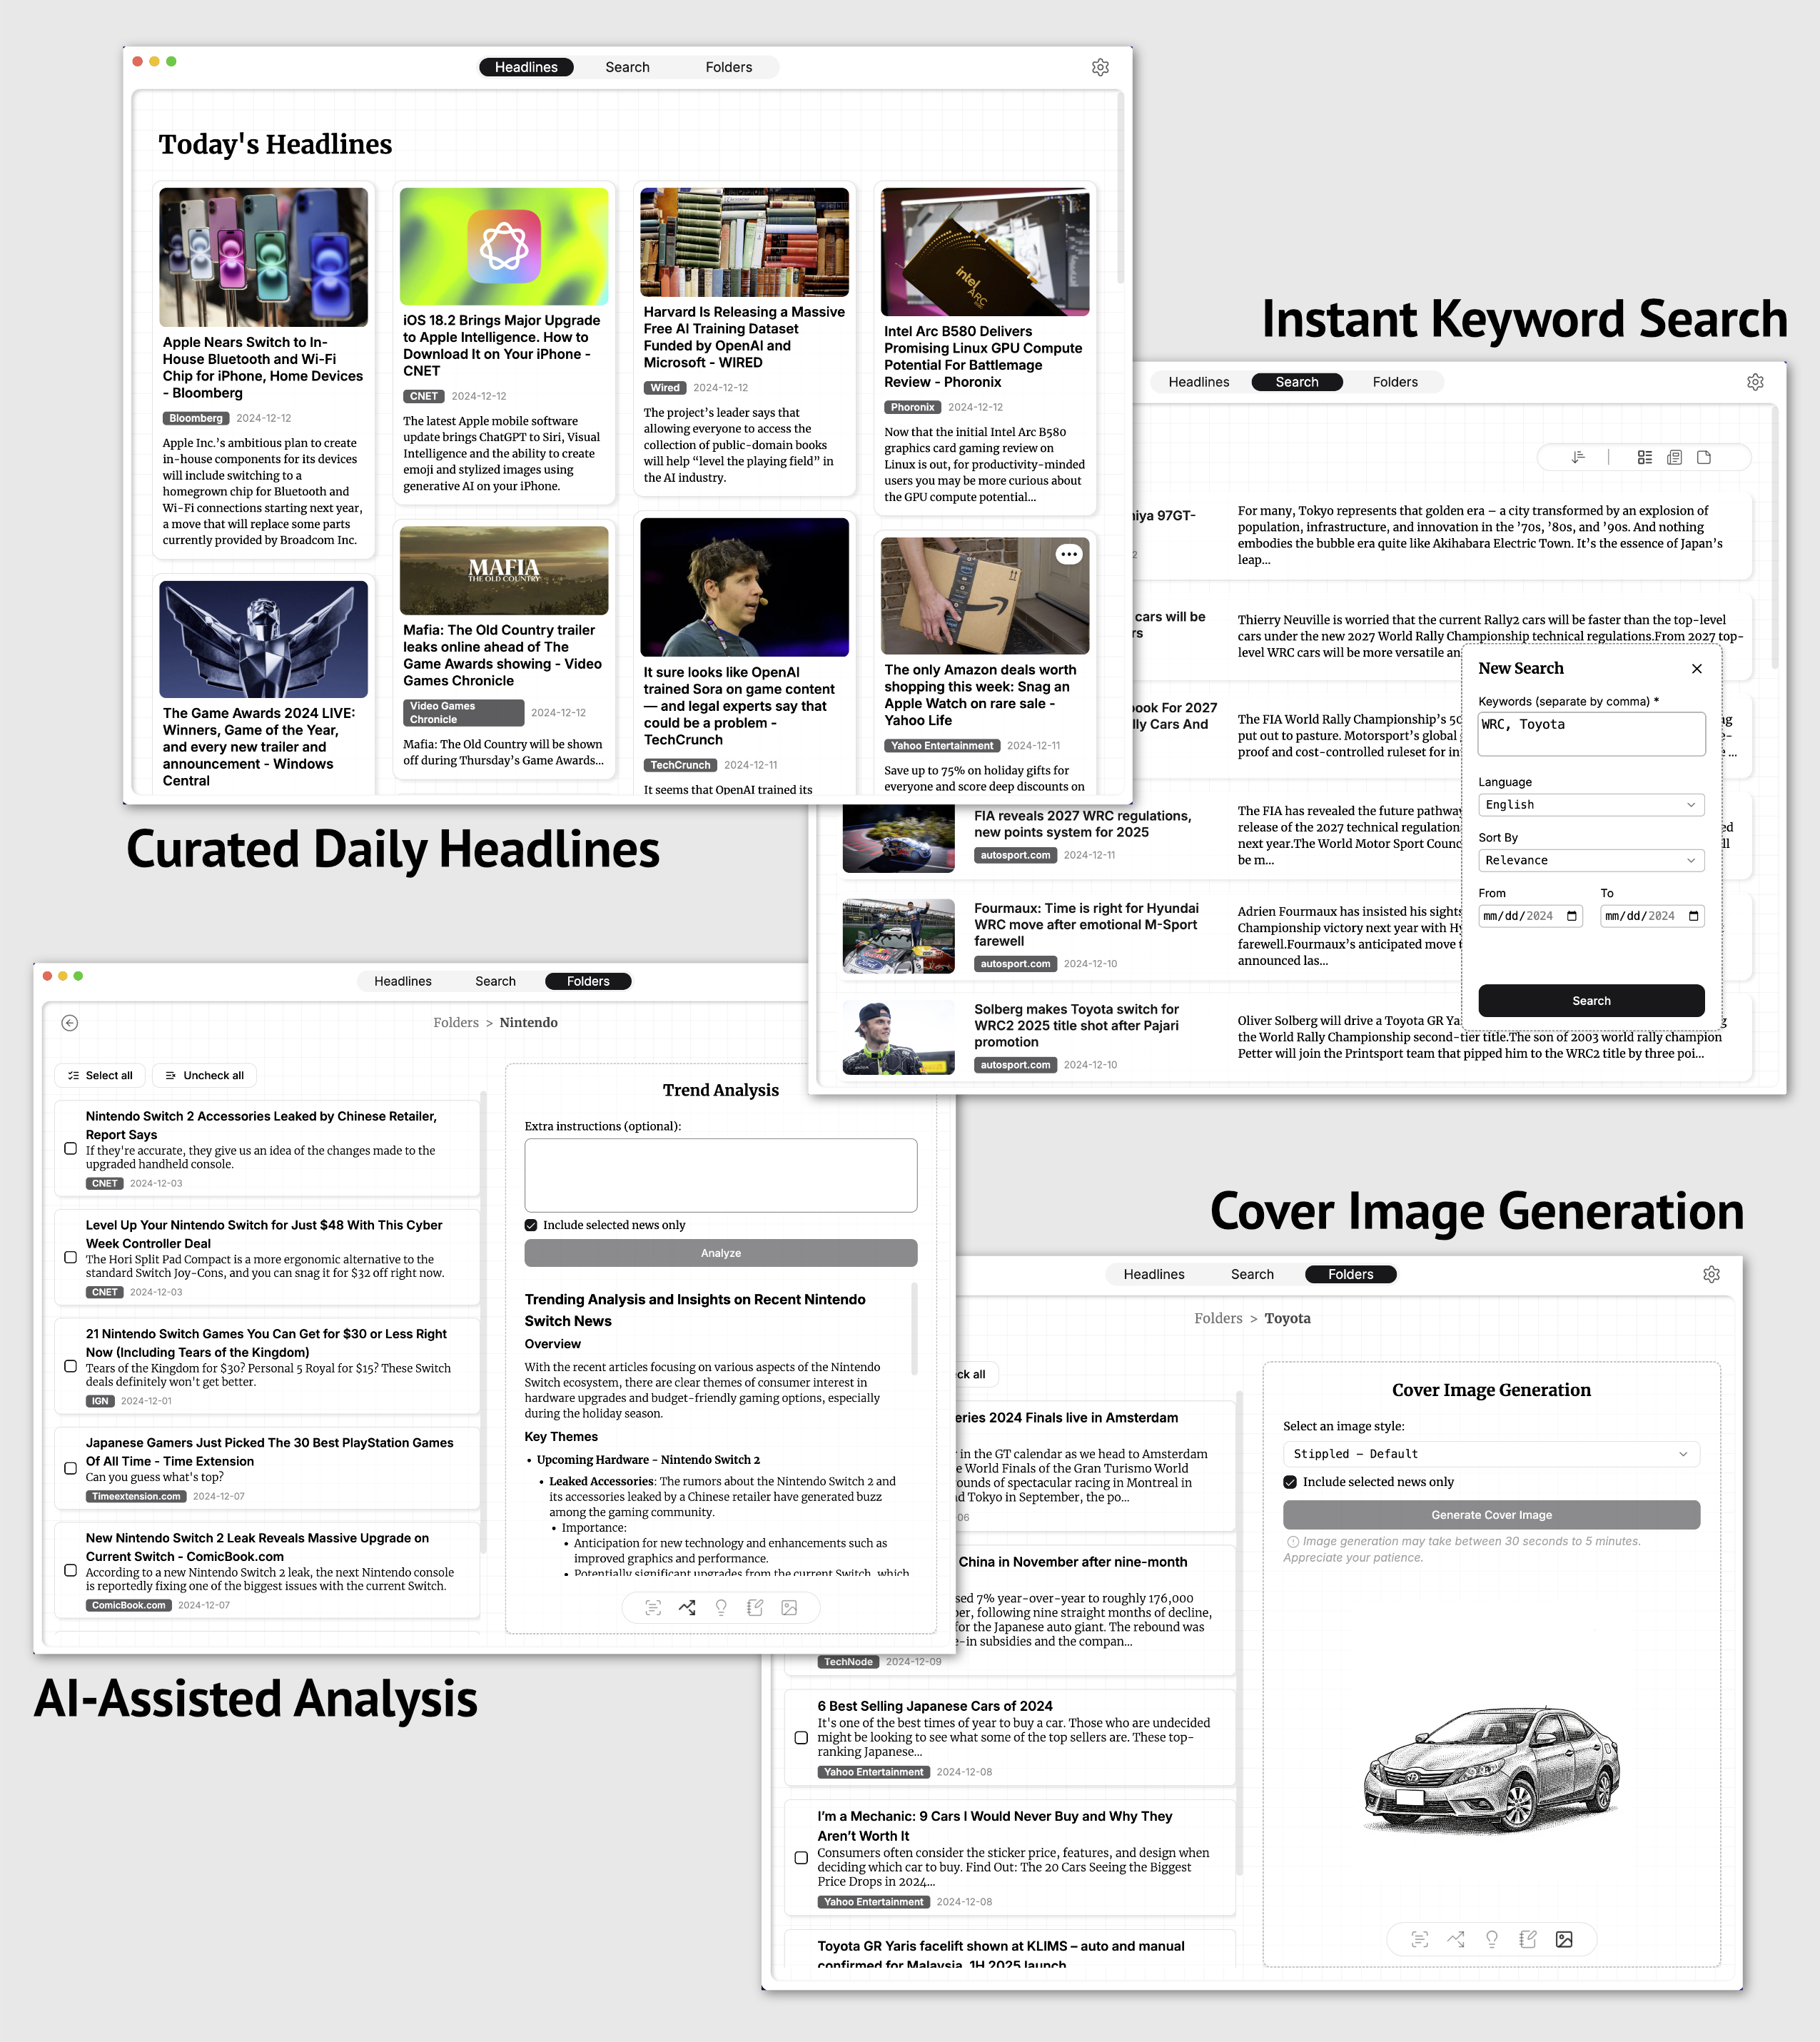 Headlines
Search
Folders
Today's Headlines
Apple Nears Switch to In-
House Bluetooth and Wi-Fi
Chip for iPhone, Home Devices
- Bloomberg
Bloomberg 2024-12-12
Apple Inc.’s ambitious plan to create
in-house components for its devices
will include switching to a
homegrown chip for Bluetooth and
Wi-Fi connections starting next year,
a move that will replace some parts
currently provided by Broadcom Inc.
The Game Awards 2024 LIVE:
Winners, Game of the Year,
and every new trailer and
announcement - Windows
Central
iOS 18.2 Brings Major Upgrade
to Apple Intelligence. How to
Download It on Your iPhone -
CNET
CNET 2024-12-12
The latest Apple mobile software
update brings ChatGPT to Siri, Visual
Intelligence and the ability to create
emoji and stylized images using
generative AI on your iPhone.
MAFIA
THE OLD COUNTRY
Mafia: The Old Country trailer
leaks online ahead of The
Game Awards showing - Video
Games Chronicle
Video Games
Chronicle
2024-12-12
Mafia: The Old Country will be shown
off during Thursday’s Game Awards...
Harvard Is Releasing a Massive
Free AI Training Dataset
Funded by OpenAI and
Microsoft - WIRED
Wired 2024-12-12
The project’s leader says that
allowing everyone to access the
collection of public-domain books
will help “level the playing field” in
the AI industry.
It sure looks like OpenAI
trained Sora on game content
— and legal experts say that
could be a problem -
TechCrunch
TechCrunch 2024-12-11
It seems that OpenAI trained its
intel
ARC
Intel Arc B580 Delivers
Promising Linux GPU Compute
Potential For Battlemage
Review - Phoronix
Phoronix 2024-12-12
Now that the initial Intel Arc B580
graphics card gaming review on
Linux is out, for productivity-minded
users you may be more curious about
the GPU compute potential...
The only Amazon deals worth
shopping this week: Snag an
Apple Watch on rare sale -
Yahoo Life
Yahoo Entertainment 2024-12-11
Save up to 75% on holiday gifts for
everyone and score deep discounts on
Curated Daily Headlines
Instant Keyword Search
Headlines
Search
Folders
niya 97GT-
2
For many, Tokyo represents that golden era – a city transformed by an explosion of
population, infrastructure, and innovation in the ’70s, ’80s, and ’90s. And nothing
embodies the bubble era quite like Akihabara Electric Town. It’s the essence of Japan’s
leap...
cars will be
rs
Thierry Neuville is worried that the current Rally2 cars will be faster than the top-level
cars under the new 2027 World Rally Championship technical regulations.From 2027 top-
level WRC cars will be more versatile an
ook For 2027
lly Cars And
The FIA World Rally Championship’s 50
put out to pasture. Motorsport’s global
proof and cost-controlled ruleset for in
FIA reveals 2027 WRC regulations,
new points system for 2025
autosport.com 2024-12-11
The FIA has revealed the future pathway
release of the 2027 technical regulation
next year.The World Motor Sport Counc
be m...
Fourmaux: Time is right for Hyundai
WRC move after emotional M-Sport
farewell
autosport.com 2024-12-10
Adrien Fourmaux has insisted his sights
Championship victory next year with Hy
farewell.Fourmaux’s anticipated move t
announced las...
Solberg makes Toyota switch for
WRC2 2025 title shot after Pajari
promotion
autosport.com 2024-12-10
Oliver Solberg will drive a Toyota GR Ya
the World Rally Championship second-tier title.The son of 2003 world rally champion
Petter will join the Printsport team that pipped him to the WRC2 title by three poi...
New Search
Keywords (separate by comma) *
WRC, Toyota
Language
English
Sort By
Relevance
From
To
mm/dd/2024
mm/dd/2024
Search
Headlines
Search
Folders
Folders > Nintendo
Select all
Uncheck all
Nintendo Switch 2 Accessories Leaked by Chinese Retailer,
Report Says
If they're accurate, they give us an idea of the changes made to the
upgraded handheld console.
CNET 2024-12-03
Level Up Your Nintendo Switch for Just $48 With This Cyber
Week Controller Deal
The Hori Split Pad Compact is a more ergonomic alternative to the
standard Switch Joy-Cons, and you can snag it for $32 off right now.
CNET 2024-12-03
21 Nintendo Switch Games You Can Get for $30 or Less Right
Now (Including Tears of the Kingdom)
Tears of the Kingdom for $30? Personal 5 Royal for $15? These Switch
deals definitely won't get better.
IGN 2024-12-01
Japanese Gamers Just Picked The 30 Best PlayStation Games
Of All Time - Time Extension
Can you guess what's top?
Timeextension.com 2024-12-07
New Nintendo Switch 2 Leak Reveals Massive Upgrade on
Current Switch - ComicBook.com
According to a new Nintendo Switch 2 leak, the next Nintendo console
is reportedly fixing one of the biggest issues with the current Switch.
ComicBook.com 2024-12-07
Trend Analysis
Extra instructions (optional):
Include selected news only
Analyze
Trending Analysis and Insights on Recent Nintendo
Switch News
Overview
With the recent articles focusing on various aspects of the Nintendo
Switch ecosystem, there are clear themes of consumer interest in
hardware upgrades and budget-friendly gaming options, especially
during the holiday season.
Key Themes
• Upcoming Hardware - Nintendo Switch 2
• Leaked Accessories: The rumors about the Nintendo Switch 2 and
its accessories leaked by a Chinese retailer have generated buzz
among the gaming community.
• Importance:
• Anticipation for new technology and enhancements such as
improved graphics and performance.
• Potentially significant upgrades from the current Switch, which
AI-Assisted Analysis
Cover Image Generation
Headlines
Search
Folders
Folders > Toyota
ck all
eries 2024 Finals live in Amsterdam
r in the GT calendar as we head to Amsterdam
e World Finals of the Gran Turismo World
ounds of spectacular racing in Montreal in
d Tokyo in September, the po...
06
China in November after nine-month
sed 7% year-over-year to roughly 176,000
ber, following nine straight months of decline,
for the Japanese auto giant. The rebound was
e-in subsidies and the compan...
TechNode 2024-12-09
6 Best Selling Japanese Cars of 2024
It's one of the best times of year to buy a car. Those who are undecided
might be looking to see what some of the top sellers are. These top-
ranking Japanese...
Yahoo Entertainment 2024-12-08
I’m a Mechanic: 9 Cars I Would Never Buy and Why They
Aren’t Worth It
Consumers often consider the sticker price, features, and design when
deciding which car to buy. Find Out: The 20 Cars Seeing the Biggest
Price Drops in 2024...
Yahoo Entertainment 2024-12-08
Toyota GR Yaris facelift shown at KLIMS – auto and manual
confirmed for Malaysia, 1H 2025 launch
Cover Image Generation
Select an image style:
Stippled – Default
Include selected news only
Generate Cover Image
Image generation may take between 30 seconds to 5 minutes.
Appreciate your patience.